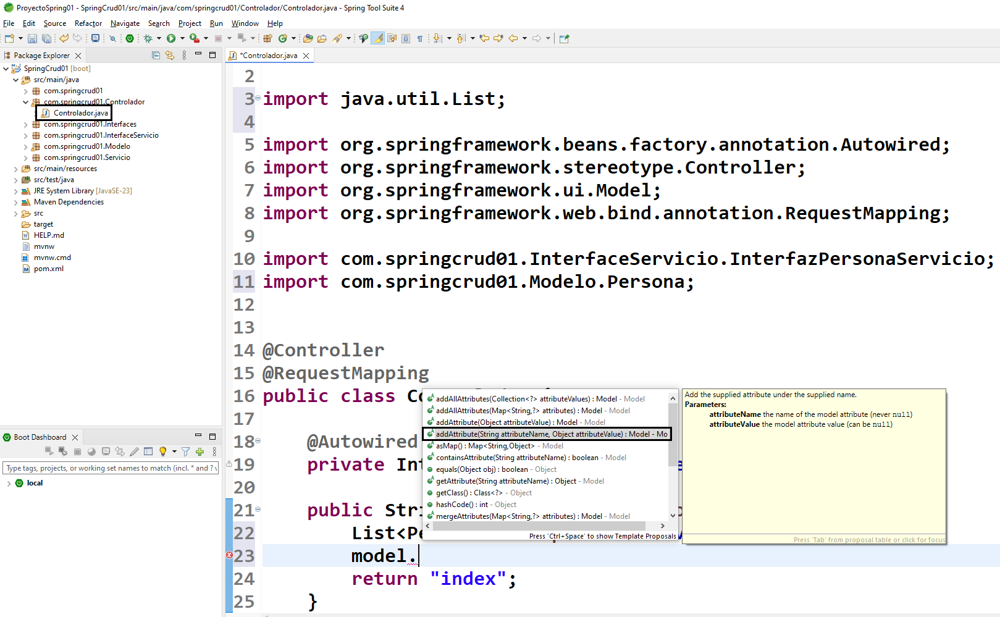 ProyectoSpring01 - SpringCrud01/src/main/java/com/springcrud01/Controlador/Controlador.java - Spring Tool Suite 4
File Edit Source Refactor Navigate Search Project Run Window Help
Package Explorer
SpringCrud01 [boot]
src/main/java
com.springcrud01
com.springcrud01.Controlador
Controlador.java
com.springcrud01.Interfaces
com.springcrud01.InterfaceServicio
com.springcrud01.Modelo
com.springcrud01.Servicio
src/main/resources
src/test/java
JRE System Library [JavaSE-23]
Maven Dependencies
src
target
HELP.md
mvnw
mvnw.cmd
pom.xml
Boot Dashboard
Type tags, projects, or working set names to match (incl. * and ? v
local
*Controlador.java
2
3 import java.util.List;
4
5 import org.springframework.beans.factory.annotation.Autowired;
6 import org.springframework.stereotype.Controller;
7 import org.springframework.ui.Model;
8 import org.springframework.web.bind.annotation.RequestMapping;
9
10 import com.springcrud01.InterfaceServicio.InterfazPersonaServicio;
11 import com.springcrud01.Modelo.Persona;
12
13
14 @Controller
15 @RequestMapping
16 public class Co
17
18 @Autowired
19 private Int
20
21 public Stri
22 List<Pe
23 model.
24 return "index";
25 }
addAllAttributes(Collection<?> attributeValues) : Model - Model
addAllAttributes(Map<String,?> attributes) : Model - Model
addAttribute(Object attributeValue) : Model - Model
addAttribute(String attributeName, Object attributeValue) : Model - Mo
asMap() : Map<String,Object> - Model
containsAttribute(String attributeName) : boolean - Model
equals(Object obj) : boolean - Object
getAttribute(String attributeName) : Object - Model
getClass() : Class<?> - Object
hashCode() : int - Object
mergeAttributes(Map<String,?> attributes) : Model - Model
Press 'Ctrl+Space' to show Template Proposals
Add the supplied attribute under the supplied name.
Parameters:
attributeName the name of the model attribute (never null)
attributeValue the model attribute value (can be null)
Press 'Tab' from proposal table or click for focus